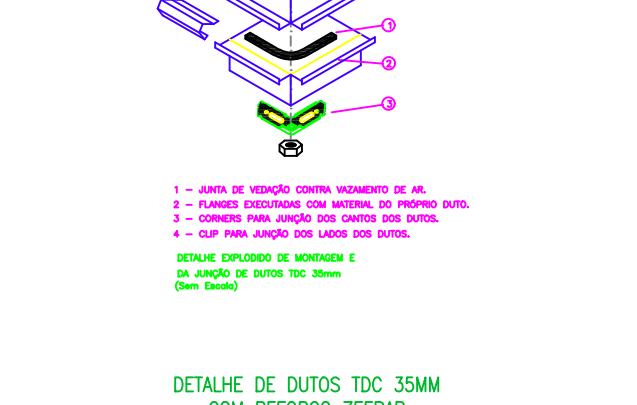 1
2
3
1 – JUNTA DE VEDAÇÃO CONTRA VAZAMENTO DE AR.
2 – FLANGES EXECUTADAS COM MATERIAL DO PRÓPRIO DUTO.
3 – CORNERS PARA JUNÇÃO DOS CANTOS DOS DUTOS.
4 – CLIP PARA JUNÇÃO DOS LADOS DOS DUTOS.
DETALHE EXPLODIDO DE MONTAGEM E
DA JUNÇÃO DE DUTOS TDC 35mm
(Sem Escala)
DETALHE DE DUTOS TDC 35MM
COM REFORÇO